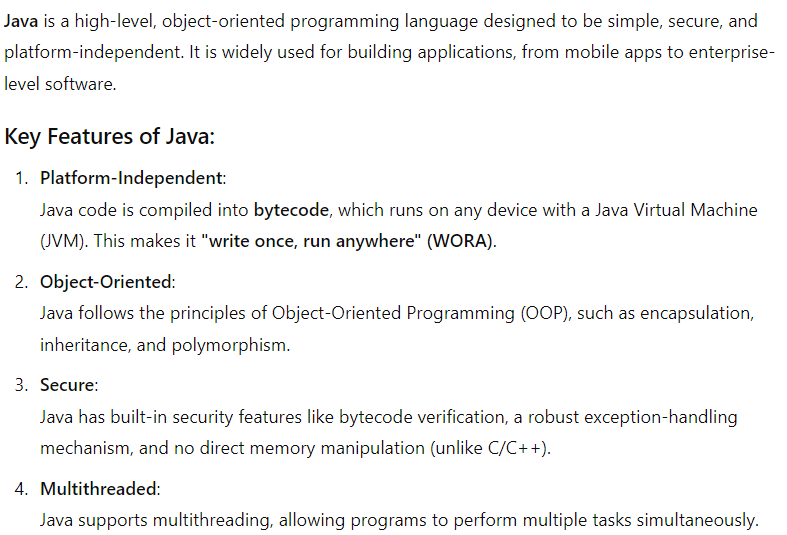 Java is a high-level, object-oriented programming language designed to be simple, secure, and
platform-independent. It is widely used for building applications, from mobile apps to enterprise-
level software.
Key Features of Java:
1. Platform-Independent:
Java code is compiled into bytecode, which runs on any device with a Java Virtual Machine
(JVM). This makes it "write once, run anywhere" (WORA).
2. Object-Oriented:
Java follows the principles of Object-Oriented Programming (OOP), such as encapsulation,
inheritance, and polymorphism.
3. Secure:
Java has built-in security features like bytecode verification, a robust exception-handling
mechanism, and no direct memory manipulation (unlike C/C++).
4. Multithreaded:
Java supports multithreading, allowing programs to perform multiple tasks simultaneously.